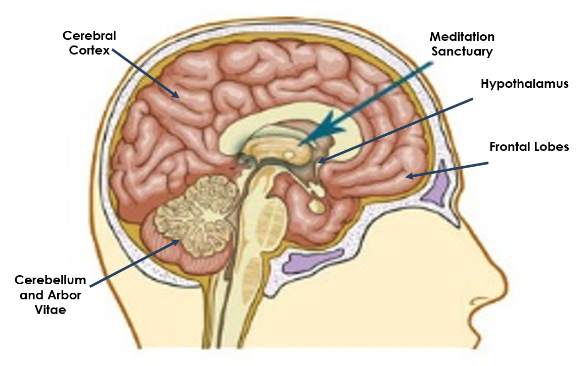 Cerebral
Cortex
Meditation
Sanctuary
Hypothalamus
Frontal Lobes
Cerebellum
and Arbor
Vitae